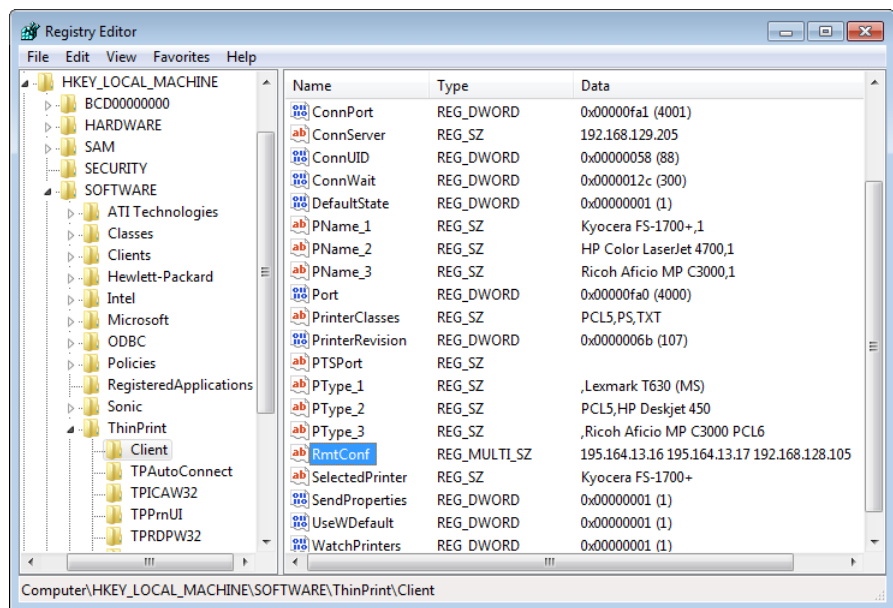 Registry Editor
File Edit View Favorites Help
HKEY_LOCAL_MACHINE
BCD00000000
HARDWARE
SAM
SECURITY
SOFTWARE
ATI Technologies
Classes
Clients
Hewlett-Packard
Intel
Microsoft
ODBC
Policies
RegisteredApplications
Sonic
ThinPrint
Client
TPAutoConnect
TPICAW32
TPPrnUI
TPRDPW32
Name Type Data
ConnPort REG_DWORD 0x00000fa1 (4001)
ConnServer REG_SZ 192.168.129.205
ConnUID REG_DWORD 0x00000058 (88)
ConnWait REG_DWORD 0x0000012c (300)
DefaultState REG_DWORD 0x00000001 (1)
PName_1 REG_SZ Kyocera FS-1700+,1
PName_2 REG_SZ HP Color LaserJet 4700,1
PName_3 REG_SZ Ricoh Aficio MP C3000,1
Port REG_DWORD 0x00000fa0 (4000)
PrinterClasses REG_SZ PCL5,PS,TXT
PrinterRevision REG_DWORD 0x0000006b (107)
PTSPort REG_SZ
PType_1 REG_SZ ,Lexmark T630 (MS)
PType_2 REG_SZ PCL5,HP Deskjet 450
PType_3 REG_SZ ,Ricoh Aficio MP C3000 PCL6
RmtConf REG_MULTI_SZ 195.164.13.16 195.164.13.17 192.168.128.105
SelectedPrinter REG_SZ Kyocera FS-1700+
SendProperties REG_DWORD 0x00000001 (1)
UseWDefault REG_DWORD 0x00000001 (1)
WatchPrinters REG_DWORD 0x00000001 (1)
Computer\HKEY_LOCAL_MACHINE\SOFTWARE\ThinPrint\Client